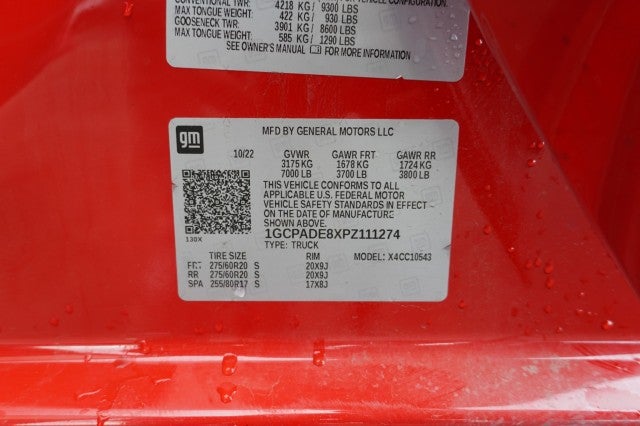 CONVENTIONAL TWR: 4218 KG / 9300 LBS
MAX TONGUE WEIGHT: 422 KG / 930 LBS
GOOSENECK TWR: 3901 KG / 8600 LBS
MAX TONGUE WEIGHT: 585 KG / 1290 LBS
SEE OWNER'S MANUAL FOR MORE INFORMATION
gm
MFD BY GENERAL MOTORS LLC
10/22 GVWR GAWR FRT GAWR RR
3175 KG 1678 KG 1724 KG
7000 LB 3700 LB 3800 LB
THIS VEHICLE CONFORMS TO ALL
APPLICABLE U.S. FEDERAL MOTOR
VEHICLE SAFETY STANDARDS IN EFFECT
ON THE DATE OF MANUFACTURE
SHOWN ABOVE.
1GCPADE8XPZ111274
130X
TYPE: TRUCK
TIRE SIZE RIM MODEL: X4CC10543
FRT 275/60R20 S 20X9J
RR 275/60R20 S 20X9J
SPA 255/80R17 S 17X8J